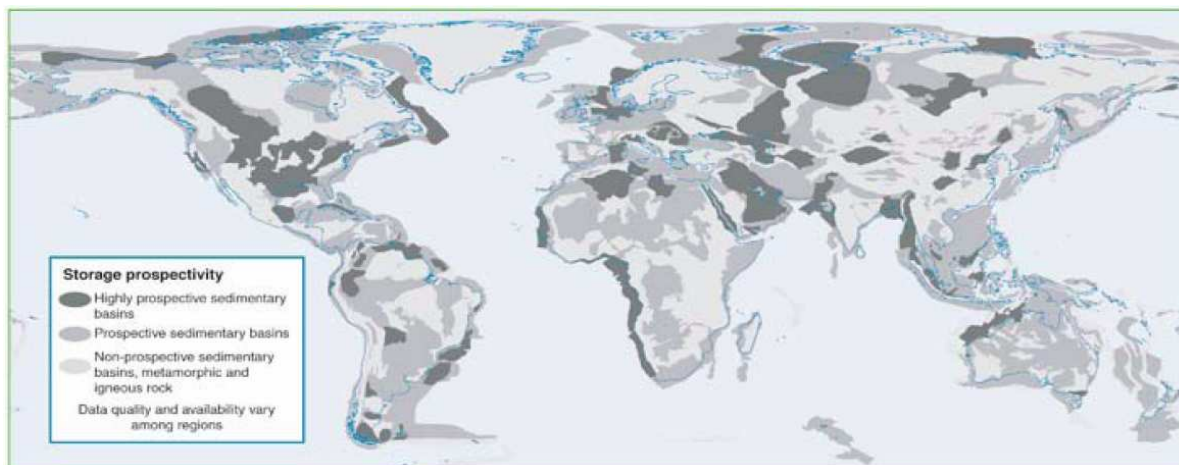 Storage prospectivity
Highly prospective sedimentary
basins
Prospective sedimentary basins
Non-prospective sedimentary
basins, metamorphic and
igneous rock
Data quality and availability vary
among regions